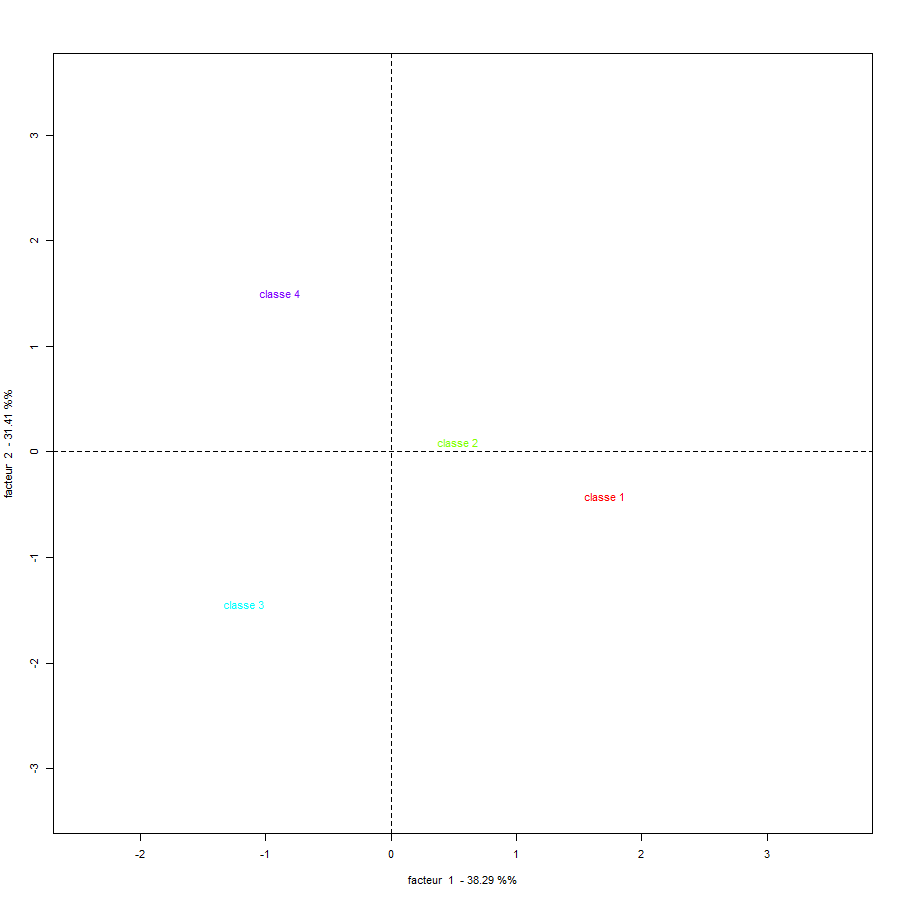 3
2
classe 4
1
classe 2
0
classe 1
-1
classe 3
-2
-3
facteur 2 - 31.41 %%
-2 -1 0 1 2 3
facteur 1 - 38.29 %%